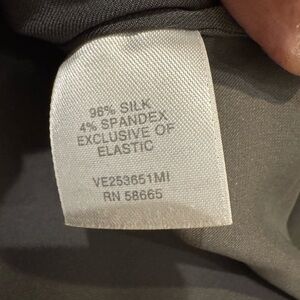 96% SILK
4% SPANDEX
EXCLUSIVE OF
ELASTIC
VE253651MI
RN 58665